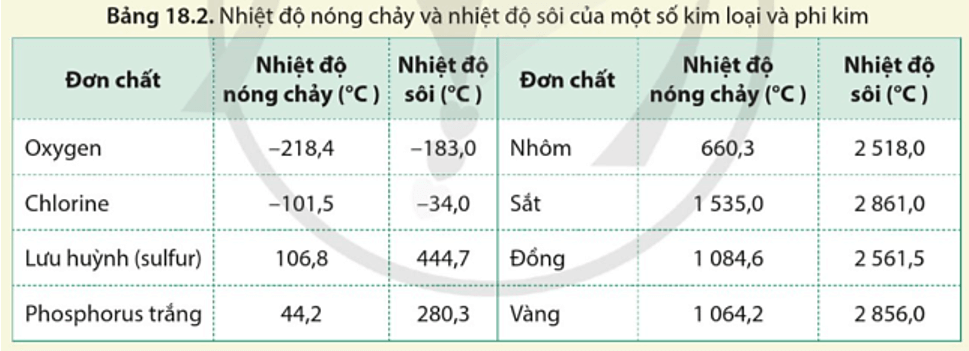 Bảng 18.2. Nhiệt độ nóng chảy và nhiệt độ sôi của một số kim loại và phi kim
Đơn chất Nhiệt độ nóng chảy (°C ) Nhiệt độ sôi (°C ) Đơn chất Nhiệt độ nóng chảy (°C ) Nhiệt độ sôi (°C )
Oxygen –218,4 –183,0 Nhôm 660,3 2 518,0
Chlorine –101,5 –34,0 Sắt 1 535,0 2 861,0
Lưu huỳnh (sulfur) 106,8 444,7 Đồng 1 084,6 2 561,5
Phosphorus trắng 44,2 280,3 Vàng 1 064,2 2 856,0